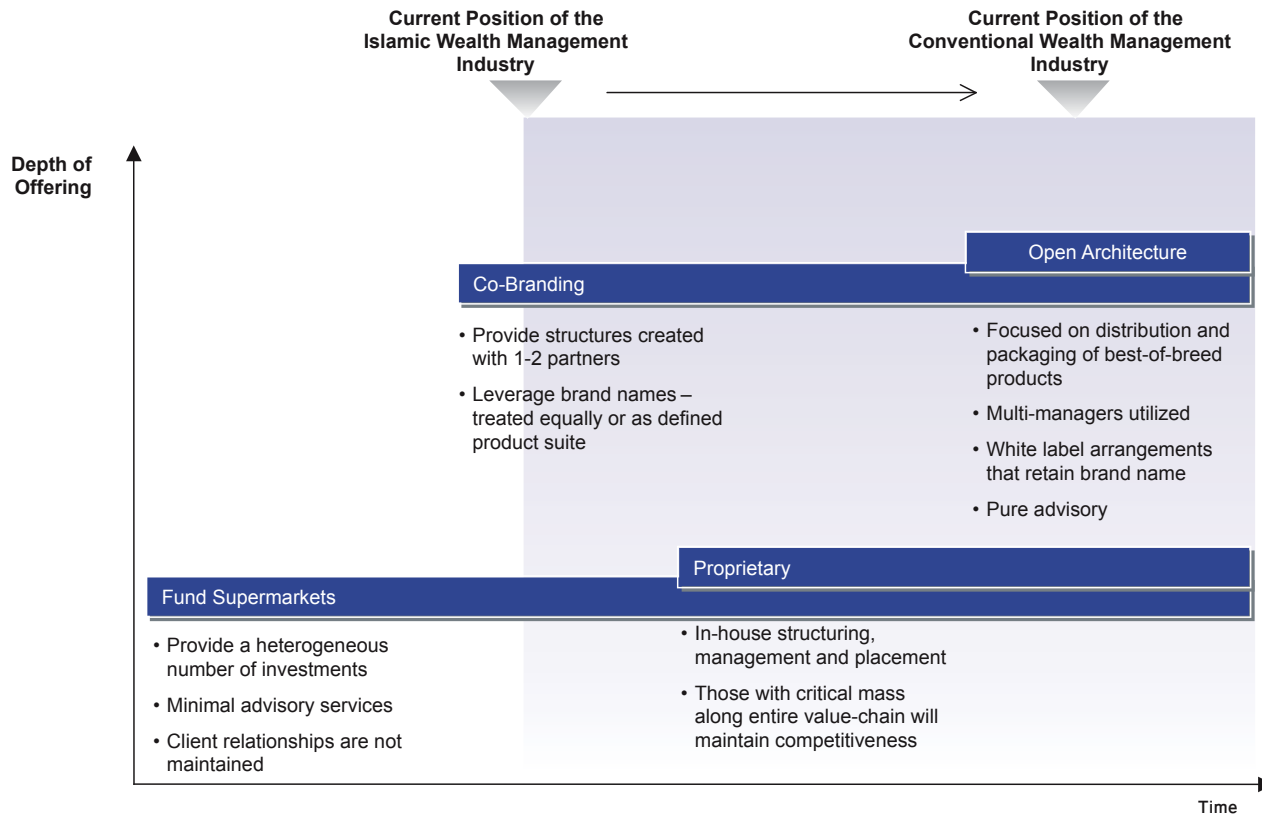 Current Position of the
Islamic Wealth Management
Industry
Current Position of the
Conventional Wealth Management
Industry
Depth of
Offering
Open Architecture
Co-Branding
• Provide structures created
with 1-2 partners
• Leverage brand names –
treated equally or as defined
product suite
• Focused on distribution and
packaging of best-of-breed
products
• Multi-managers utilized
• White label arrangements
that retain brand name
• Pure advisory
Proprietary
Fund Supermarkets
• Provide a heterogeneous
number of investments
• Minimal advisory services
• Client relationships are not
maintained
• In-house structuring,
management and placement
• Those with critical mass
along entire value-chain will
maintain competitiveness
Time